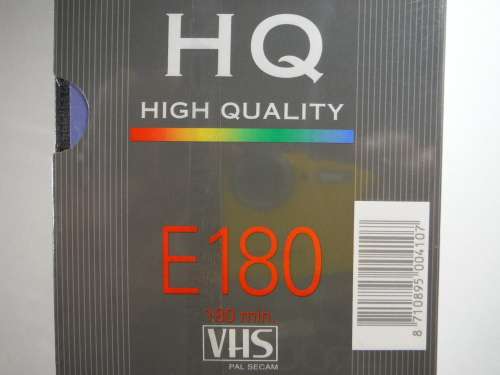 HQ
HIGH QUALITY
E180
180 min.
VHS
PAL SECAM
8 710895 004107